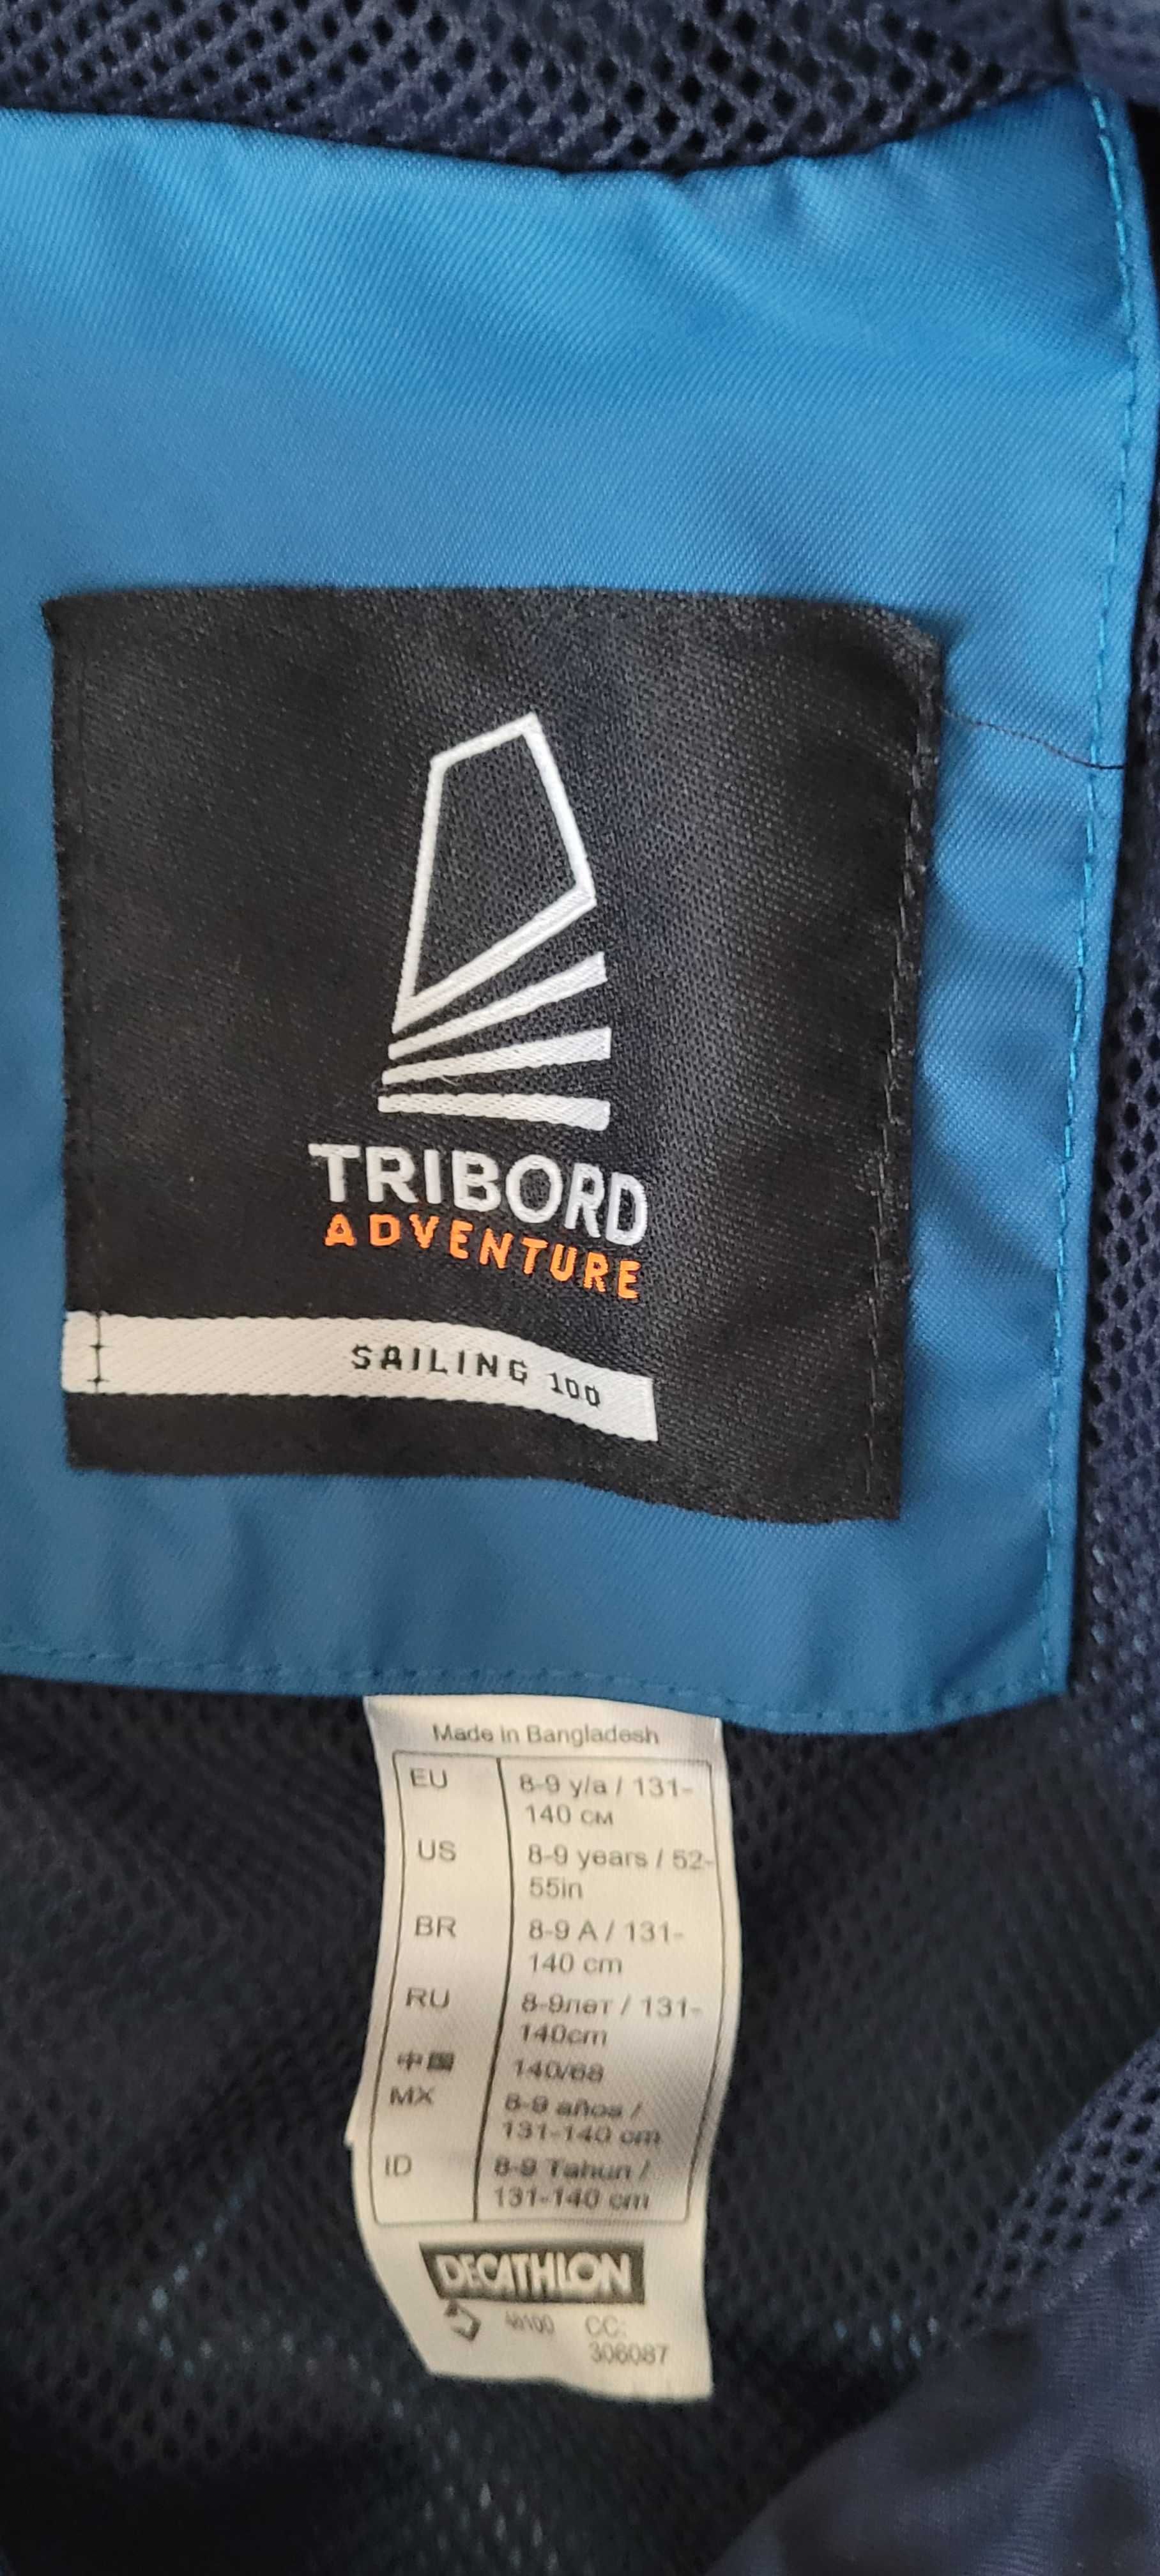 TRIBORD
ADVENTURE
SAILING 100
Made in Bangladesh
EU 8-9 y/a / 131-
140 см
US 8-9 years / 52-
55in
BR 8-9 A / 131-
140 cm
RU 8-9лет / 131-
140cm
中国 140/68
MX 8-9 años /
131-140 cm
ID 8-9 Tahun /
131-140 cm
DECATHLON
CC:
306087